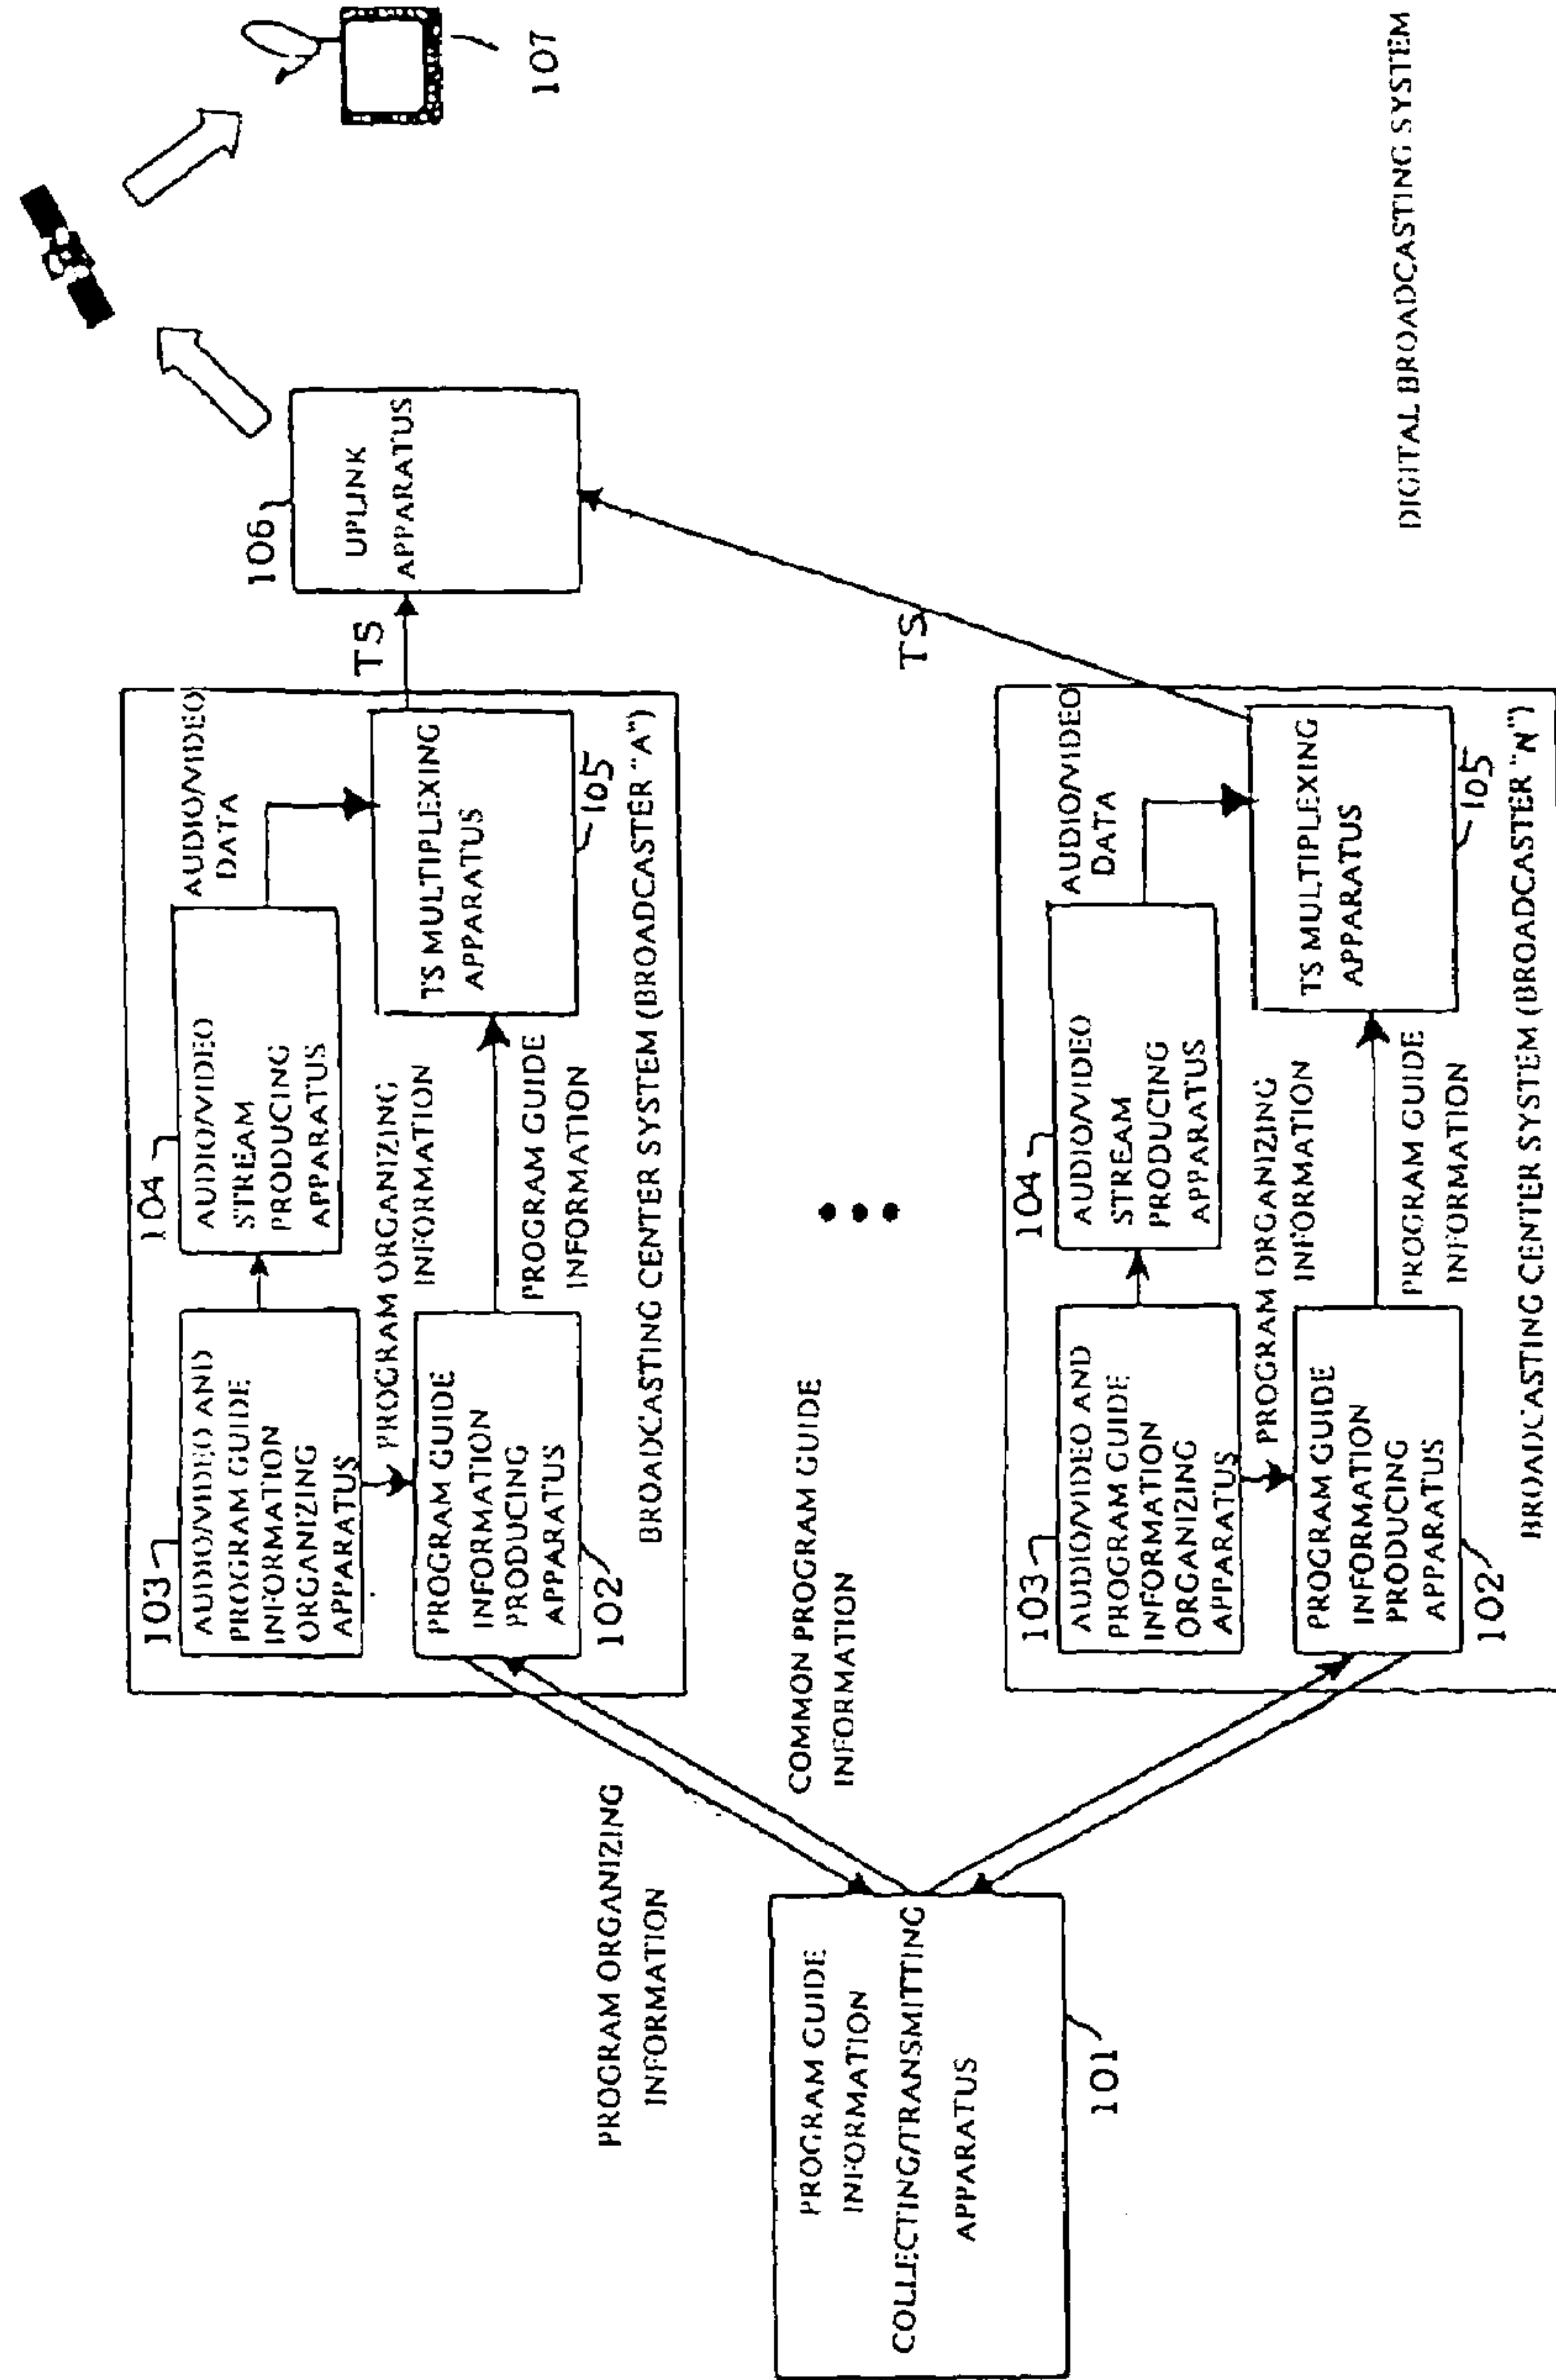 107
106
UPLINK
APPARATUS
TS
TS
AUDIO/VIDEO
DATA
104
AUDIO/VIDEO
STREAM
PRODUCING
APPARATUS
TS MULTIPLEXING
APPARATUS
105
103
AUDIO/VIDEO AND
PROGRAM GUIDE
INFORMATION
ORGANIZING
APPARATUS
PROGRAM ORGANIZING
INFORMATION
PROGRAM GUIDE
INFORMATION
PRODUCING
APPARATUS
102
PROGRAM GUIDE
INFORMATION
BROADCASTING CENTER SYSTEM (BROADCASTER "A")
PROGRAM ORGANIZING
INFORMATION
COMMON PROGRAM GUIDE
INFORMATION
PROGRAM GUIDE
INFORMATION
COLLECTING/TRANSMITTING
APPARATUS
101
AUDIO/VIDEO
DATA
104
AUDIO/VIDEO
STREAM
PRODUCING
APPARATUS
TS MULTIPLEXING
APPARATUS
105
103
AUDIO/VIDEO AND
PROGRAM GUIDE
INFORMATION
ORGANIZING
APPARATUS
PROGRAM ORGANIZING
INFORMATION
PROGRAM GUIDE
INFORMATION
PRODUCING
APPARATUS
102
PROGRAM GUIDE
INFORMATION
BROADCASTING CENTER SYSTEM (BROADCASTER "N")
DIGITAL BROADCASTING SYSTEM